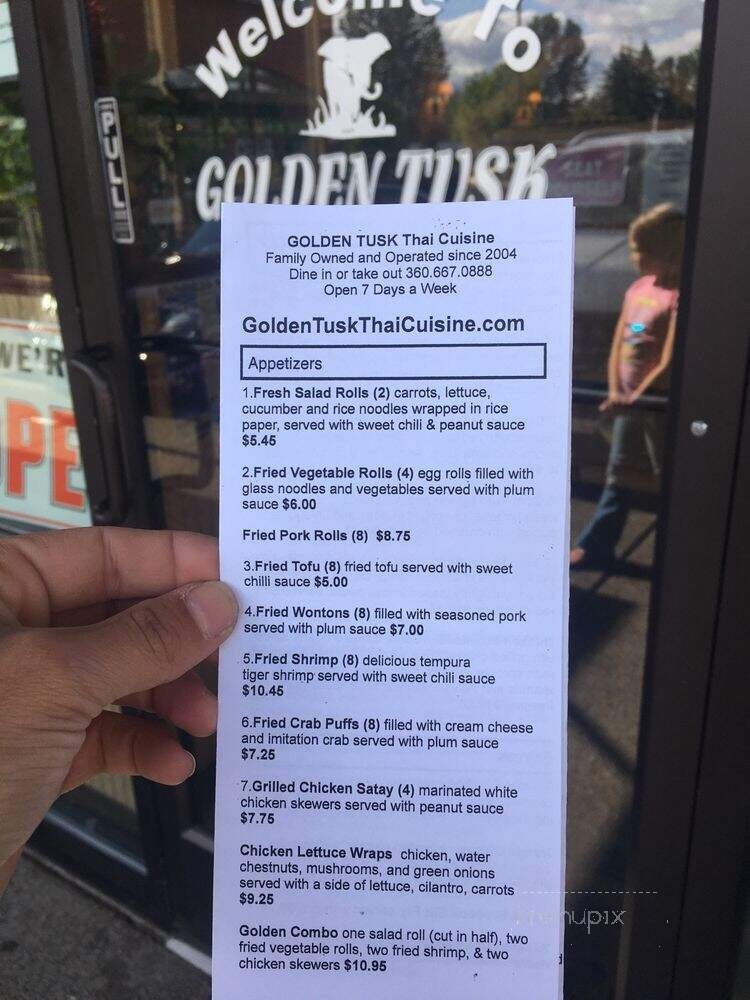 Welcome To
GOLDEN TUSK
PULL
WE'R
OPE
GOLDEN TUSK Thai Cuisine
Family Owned and Operated since 2004
Dine in or take out 360.667.0888
Open 7 Days a Week
GoldenTuskThaiCuisine.com
Appetizers
1.Fresh Salad Rolls (2) carrots, lettuce,
cucumber and rice noodles wrapped in rice
paper, served with sweet chili & peanut sauce
$5.45
2.Fried Vegetable Rolls (4) egg rolls filled with
glass noodles and vegetables served with plum
sauce $6.00
Fried Pork Rolls (8) $8.75
3.Fried Tofu (8) fried tofu served with sweet
chilli sauce $5.00
4.Fried Wontons (8) filled with seasoned pork
served with plum sauce $7.00
5.Fried Shrimp (8) delicious tempura
tiger shrimp served with sweet chili sauce
$10.45
6.Fried Crab Puffs (8) filled with cream cheese
and imitation crab served with plum sauce
$7.25
7.Grilled Chicken Satay (4) marinated white
chicken skewers served with peanut sauce
$7.75
Chicken Lettuce Wraps chicken, water
chestnuts, mushrooms, and green onions
served with a side of lettuce, cilantro, carrots
$9.25
Golden Combo one salad roll (cut in half), two
fried vegetable rolls, two fried shrimp, & two
chicken skewers $10.95
menupix